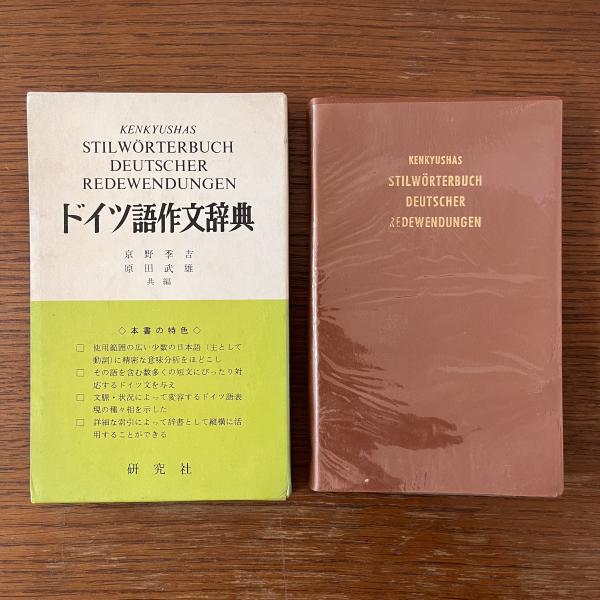 KENKYUSHAS
STILWÖRTERBUCH
DEUTSCHER
REDEWENDUNGEN
ドイツ語作文辞典
京野季吉
原田武雄
共編
◇本書の特色◇
□ 使用範囲の広い少数の日本語(主として
動詞)に精密な意味分析をほどこし
□ その語を含む数多くの短文にぴったり対
応するドイツ文を与え
□ 文脈・状況によって変容するドイツ語表
現の種々相を示した
□ 詳細な索引によって辞書として縦横に活
用することができる
研究社
KENKYUSHAS
STILWÖRTERBUCH
DEUTSCHER
REDEWENDUNGEN